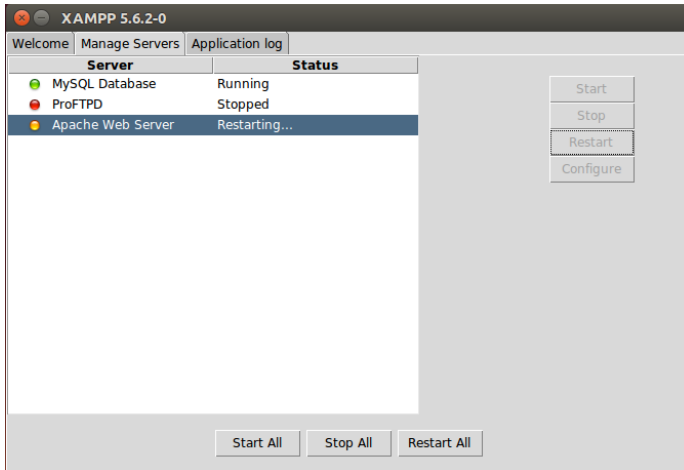 XAMPP 5.6.2-0
Welcome Manage Servers Application log
Server Status
MySQL Database Running
Start
ProFTPD Stopped
Stop
Apache Web Server Restarting...
Restart
Configure
Start All Stop All Restart All